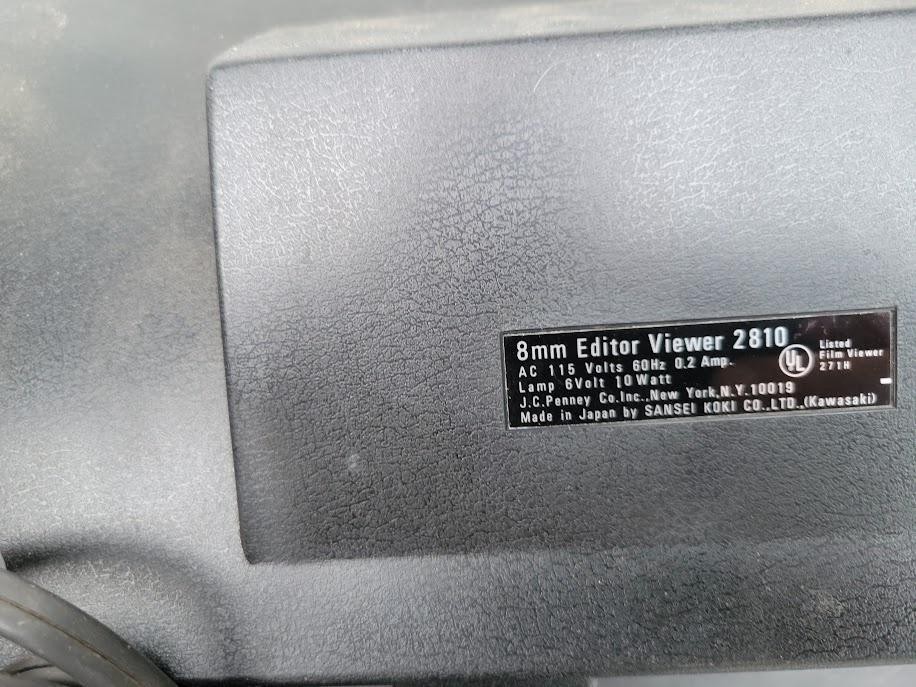 8mm Editor Viewer 2810
AC 115 Volts 60Hz 0.2 Amp.
Lamp 6Volt 10Watt
J.C.Penney Co.Inc.,New York,N.Y.10019
Made in Japan by SANSEI KOKI CO.,LTD.,(Kawasaki)
UL
Listed
Film Viewer
271H